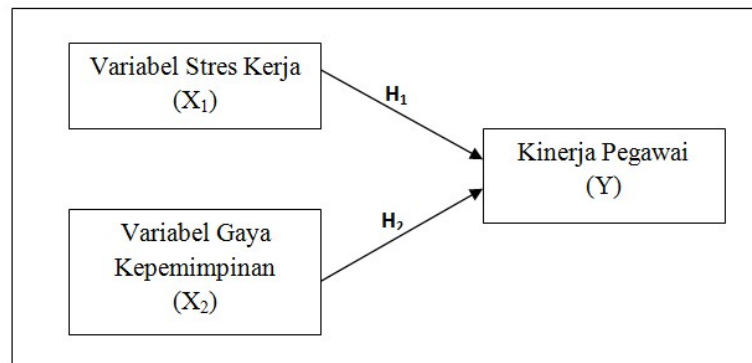 Variabel Stres Kerja
(X₁)
H₁
Kinerja Pegawai
(Y)
H₂
Variabel Gaya
Kepemimpinan
(X₂)